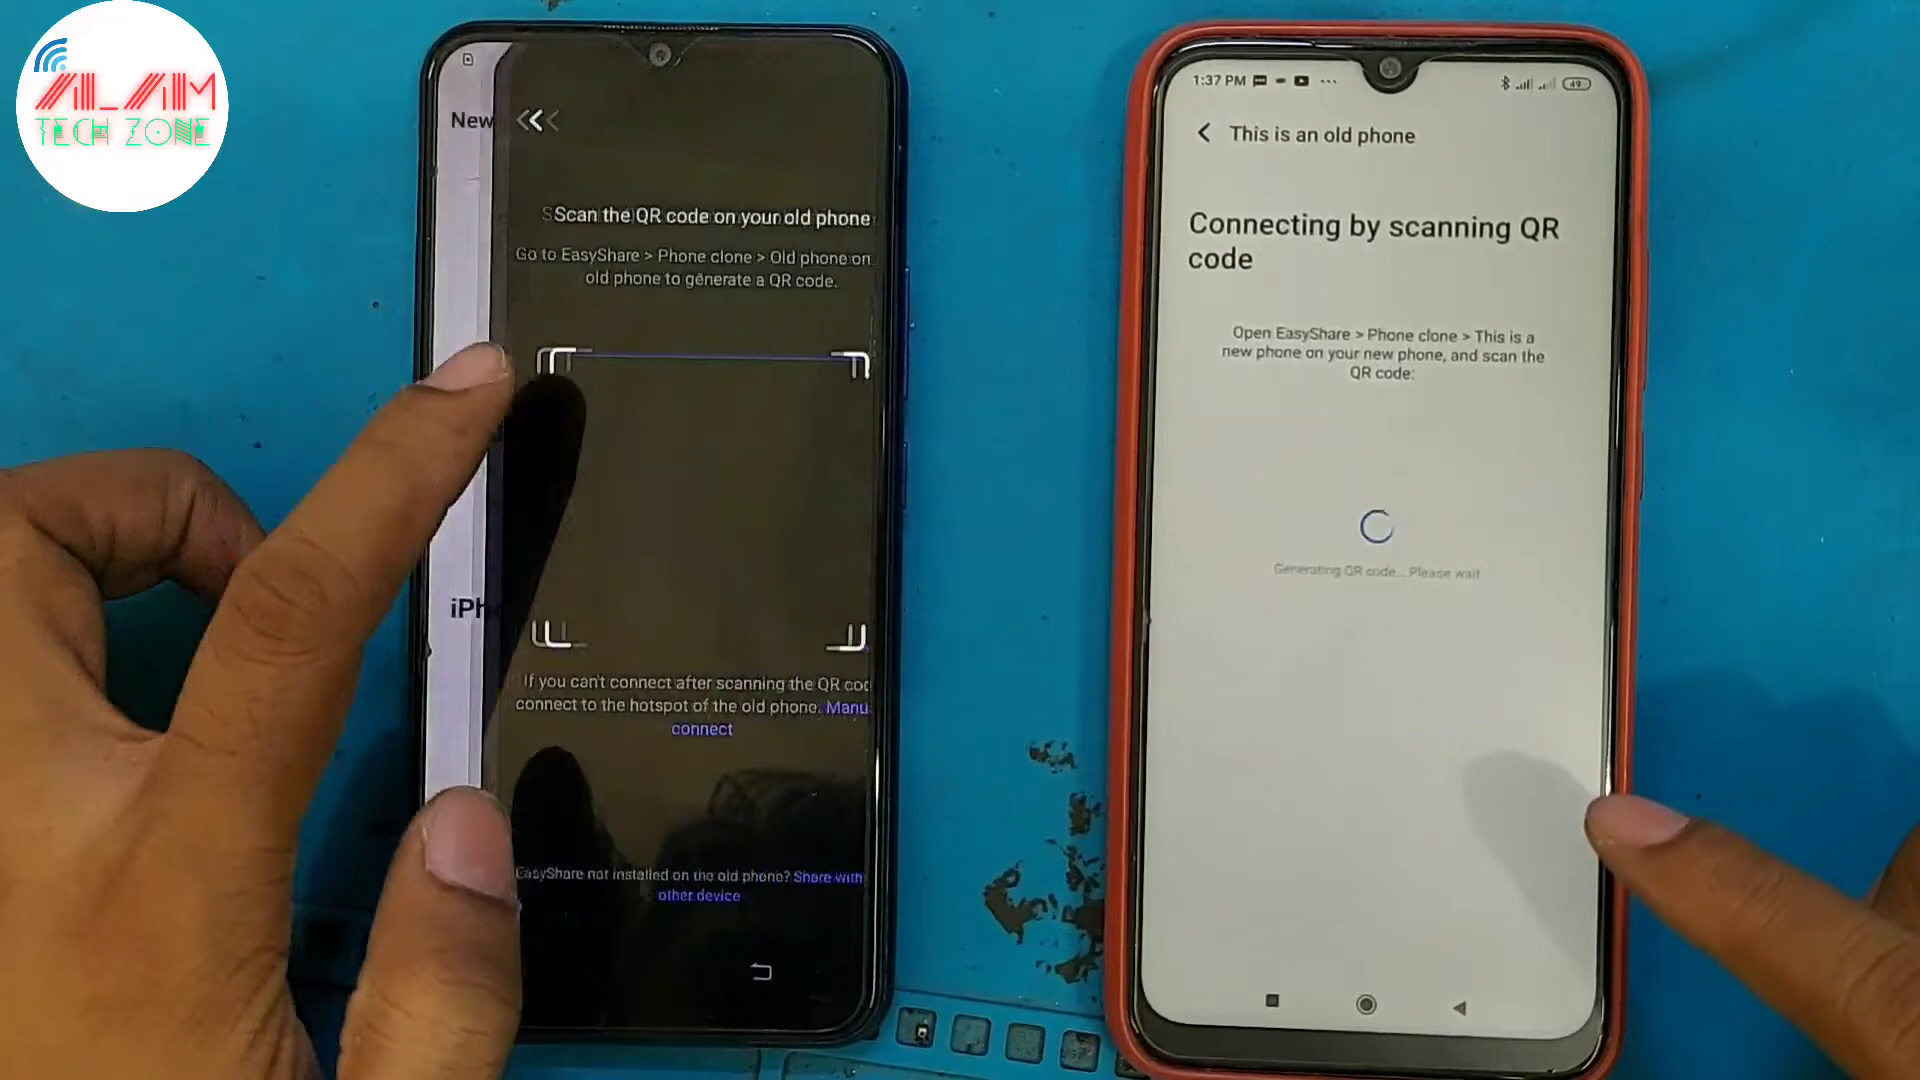 AL_AIM
TECH ZONE
New
Scan the QR code on your old phone
Go to EasyShare > Phone clone > Old phone on
old phone to generate a QR code.
iPh
If you can't connect after scanning the QR cod
connect to the hotspot of the old phone. Manu
connect
EasyShare not installed on the old phone? Share with
other device
1:37 PM
49
This is an old phone
Connecting by scanning QR
code
Open EasyShare > Phone clone > This is a
new phone on your new phone, and scan the
QR code:
Generating QR code... Please wait